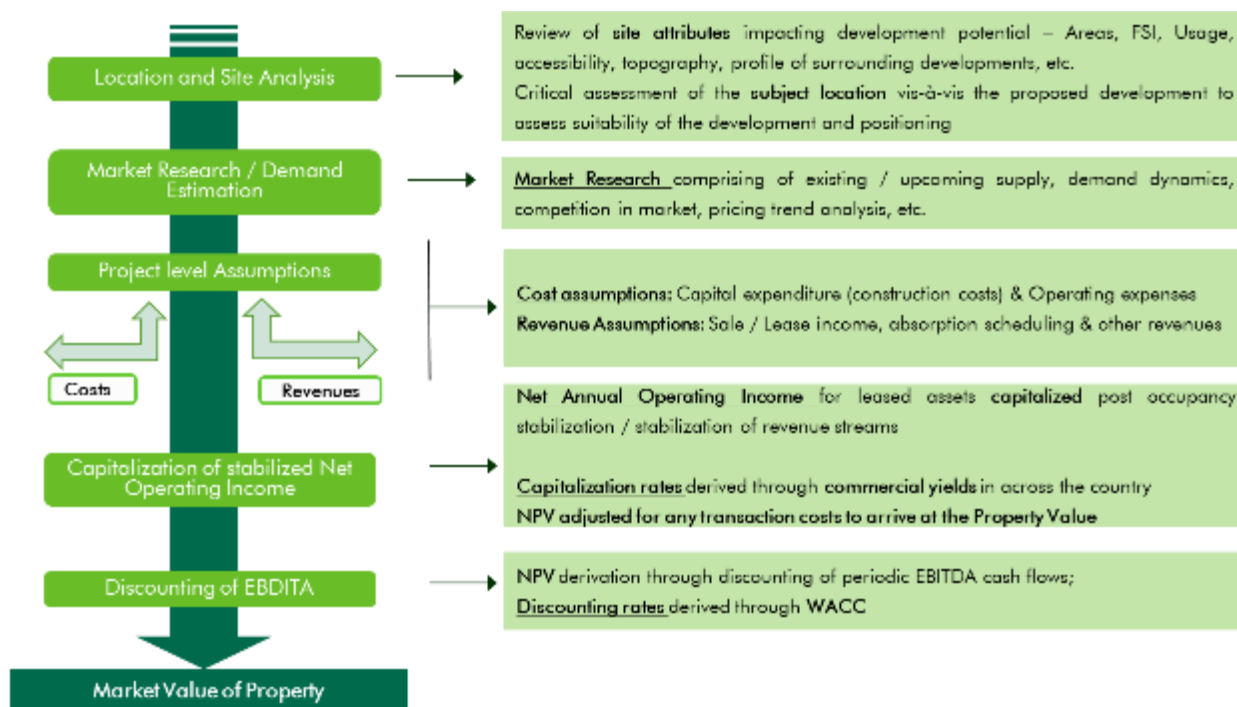 Location and Site Analysis
Review of site attributes impacting development potential – Areas, FSI, Usage,
accessibility, topography, profile of surrounding developments, etc.
Critical assessment of the subject location vis-à-vis the proposed development to
assess suitability of the development and positioning
Market Research / Demand
Estimation
Market Research comprising of existing / upcoming supply, demand dynamics,
competition in market, pricing trend analysis, etc.
Project level Assumptions
Costs
Revenues
Cost assumptions: Capital expenditure (construction costs) & Operating expenses
Revenue Assumptions: Sale / Lease income, absorption scheduling & other revenues
Capitalization of stabilized Net
Operating Income
Net Annual Operating Income for leased assets capitalized post occupancy
stabilization / stabilization of revenue streams
Capitalization rates derived through commercial yields in across the country
NPV adjusted for any transaction costs to arrive at the Property Value
Discounting of EBDITA
NPV derivation through discounting of periodic EBITDA cash flows;
Discounting rates derived through WACC
Market Value of Property